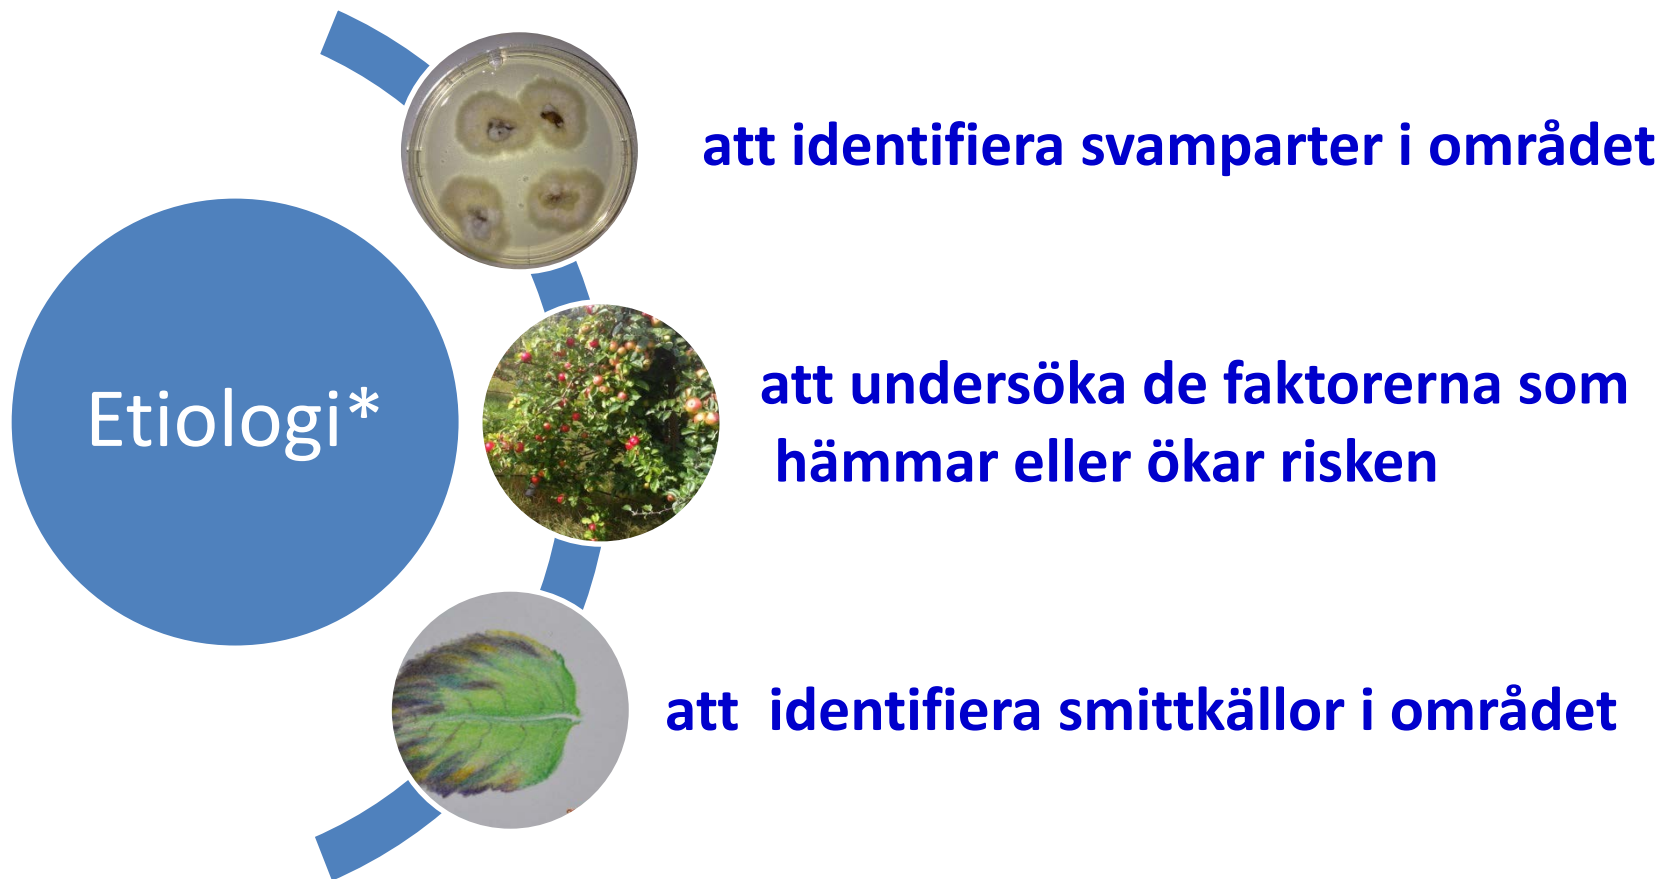 att identifiera svamparter i området
Etiologi*
att undersöka de faktorerna som
hämmar eller ökar risken
att identifiera smittkällor i området